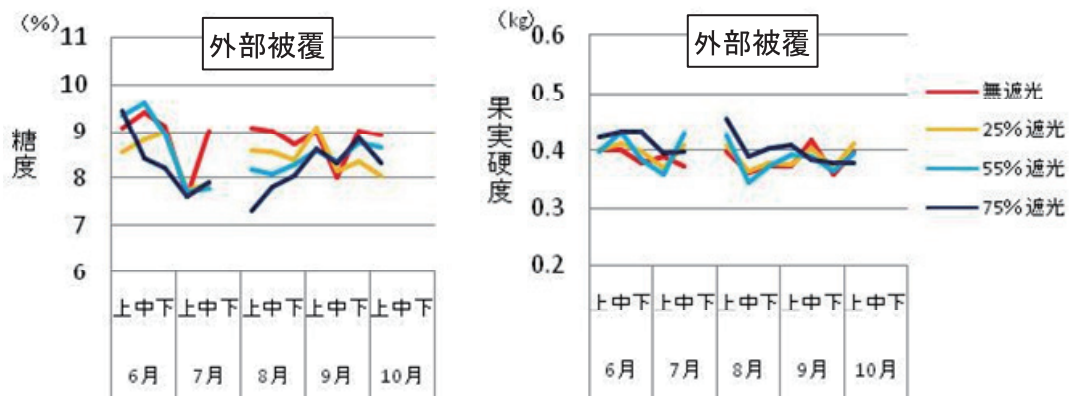 (%)
外部被覆
11
10
9
8
7
6
糖度
上中下 上中下 上中下 上中下 上中下
6月 7月 8月 9月 10月
(kg)
外部被覆
0.6
0.5
0.4
0.3
0.2
果実硬度
上中下 上中下 上中下 上中下 上中下
6月 7月 8月 9月 10月
無遮光
25%遮光
55%遮光
75%遮光